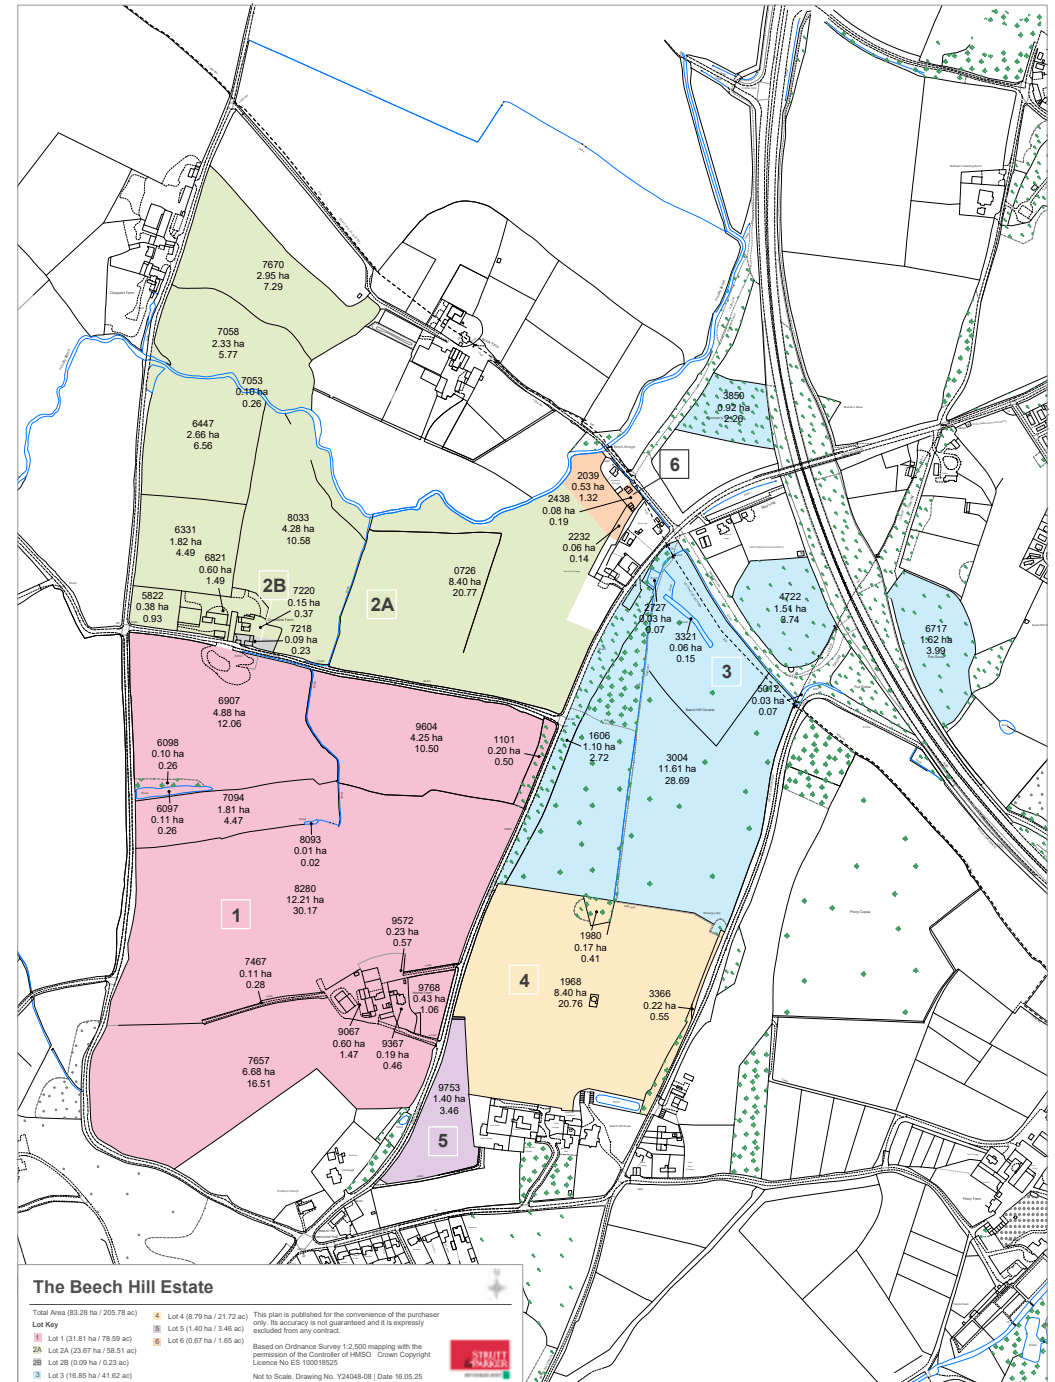 7670
2.95 ha
7.29
7058
2.33 ha
5.77
7053
0.10 ha
0.26
6447
2.66 ha
6.56
3850
0.92 ha
2.26
6
2039
0.53 ha
1.32
2438
0.08 ha
0.19
2232
0.06 ha
0.14
8033
4.28 ha
10.58
6331
1.82 ha
4.49
6821
0.60 ha
1.49
0726
8.40 ha
20.77
2B
2A
7220
0.15 ha
0.37
5822
0.38 ha
0.93
7218
0.09 ha
0.23
2727
0.03 ha
0.07
3321
0.06 ha
0.15
4722
1.51 ha
3.74
6717
1.62 ha
3.99
3
5012
0.03 ha
0.07
6907
4.88 ha
12.06
9604
4.25 ha
10.50
1101
0.20 ha
0.50
1606
1.10 ha
2.72
3004
11.61 ha
28.69
6098
0.10 ha
0.26
6097
0.11 ha
0.26
7094
1.81 ha
4.47
8093
0.01 ha
0.02
8280
12.21 ha
30.17
1
9572
0.23 ha
0.57
1980
0.17 ha
0.41
7467
0.11 ha
0.28
9768
0.43 ha
1.06
4
1968
8.40 ha
20.76
3366
0.22 ha
0.55
9067
0.60 ha
1.47
9367
0.19 ha
0.46
7657
6.68 ha
16.51
9753
1.40 ha
3.46
5
Priory Copse
Priory Farm
The Beech Hill Estate
Total Area (83.28 ha / 205.78 ac)
Lot Key
1 Lot 1 (31.81 ha / 78.59 ac)
2A Lot 2A (23.67 ha / 58.51 ac)
2B Lot 2B (0.09 ha / 0.23 ac)
3 Lot 3 (16.85 ha / 41.62 ac)
4 Lot 4 (8.79 ha / 21.72 ac)
5 Lot 5 (1.40 ha / 3.46 ac)
6 Lot 6 (0.67 ha / 1.65 ac)
This plan is published for the convenience of the purchaser
only. Its accuracy is not guaranteed and it is expressly
excluded from any contract.
Based on Ordnance Survey 1:2,500 mapping with the
permission of the Controller of HMSO Crown Copyright
Licence No ES 100018525
Not to Scale. Drawing No. Y24048-08 | Date 16.05.25
STRUTT
&PARKER